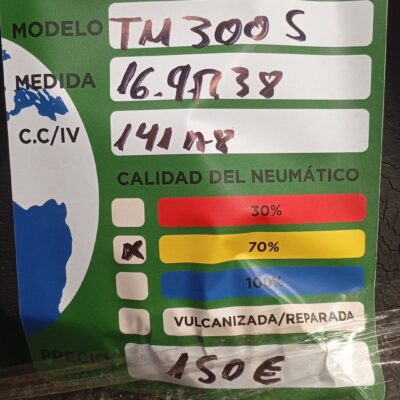 MODELO TM 300 S
MEDIDA 16.9R38
C.C/IV 141 A8
CALIDAD DEL NEUMÁTICO
30%
X 70%
100%
VULCANIZADA/REPARADA
PRECIO 150€